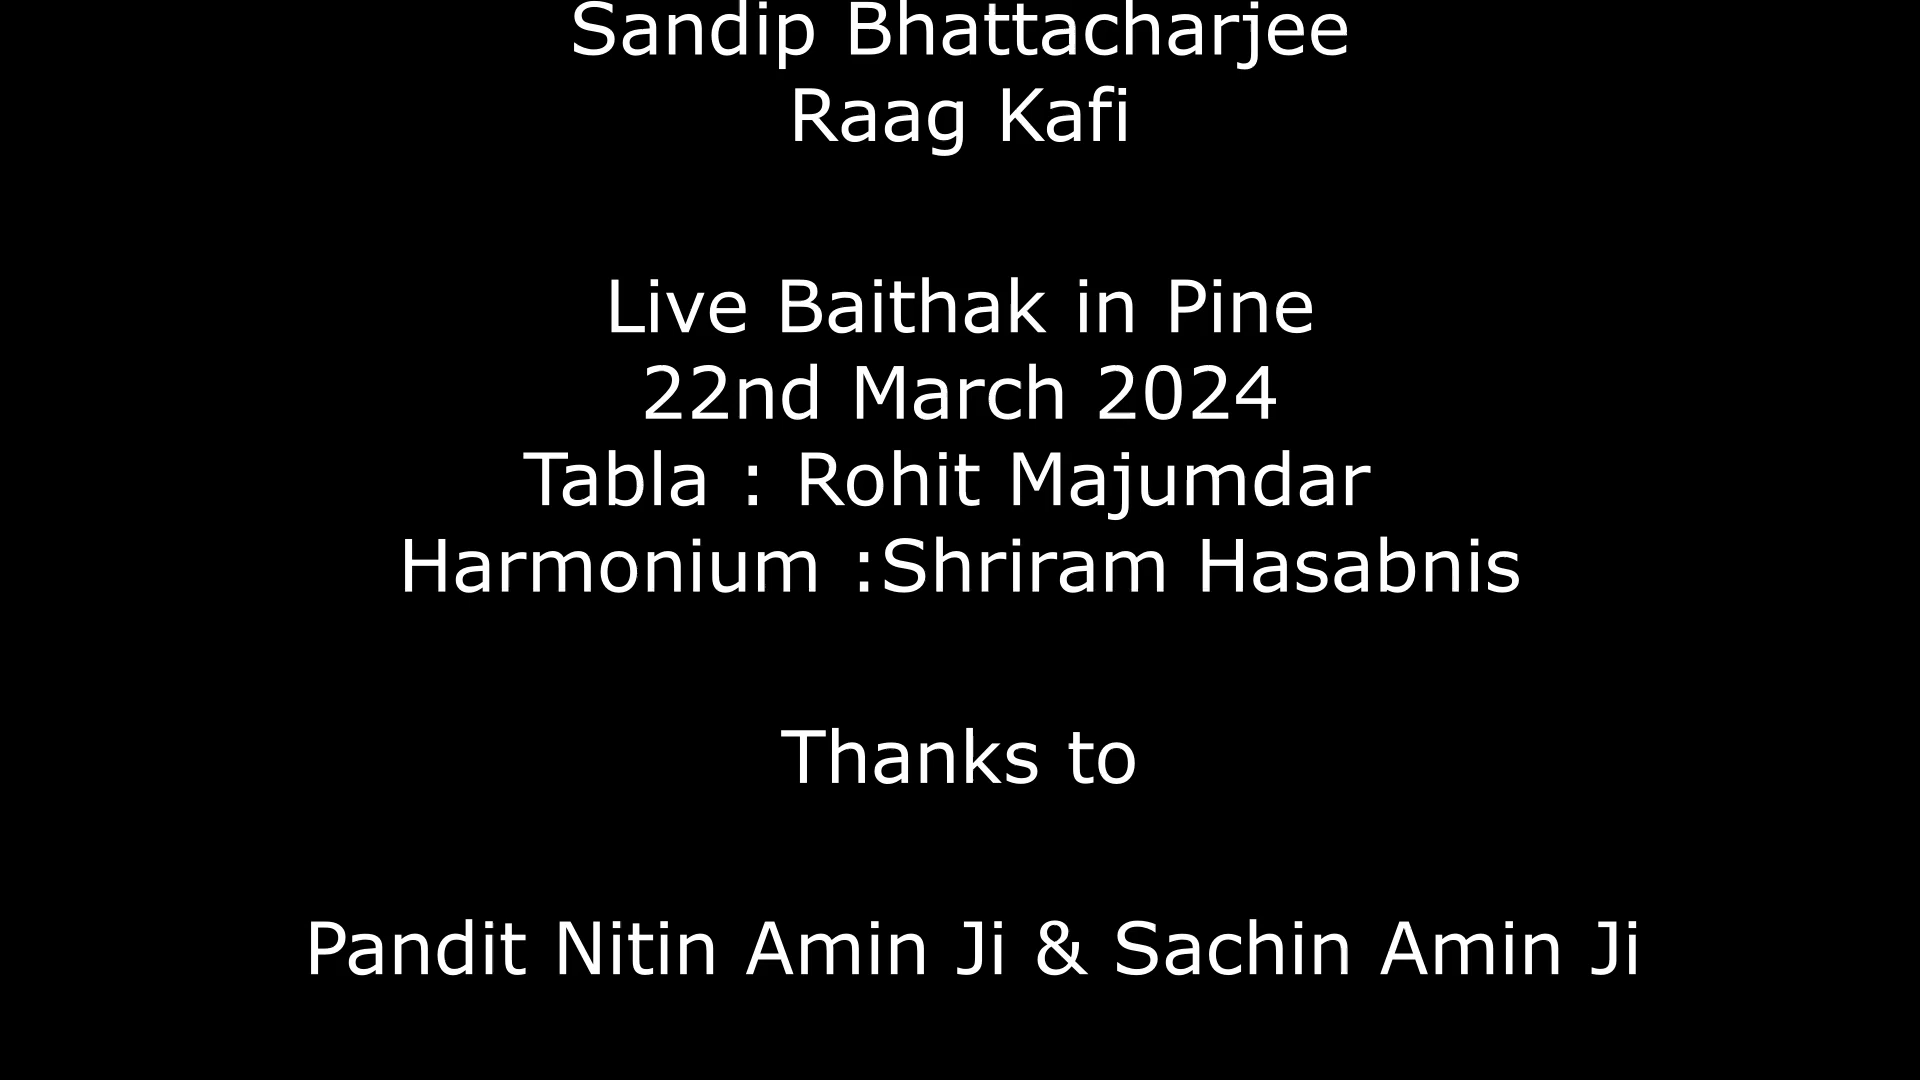 Sandip Bhattacharjee
Raag Kafi
Live Baithak in Pine
22nd March 2024
Tabla : Rohit Majumdar
Harmonium :Shriram Hasabnis
Thanks to
Pandit Nitin Amin Ji & Sachin Amin Ji